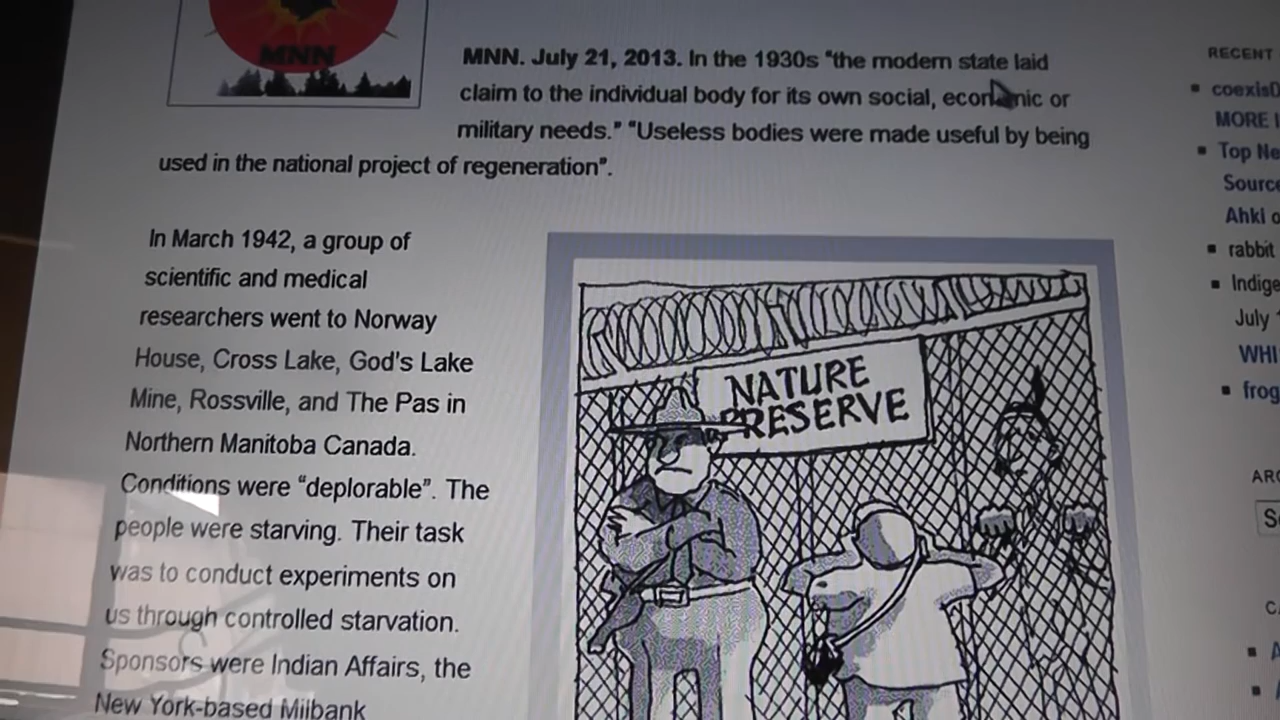 MNN
MNN. July 21, 2013. In the 1930s “the modern state laid
claim to the individual body for its own social, economic or
military needs.” “Useless bodies were made useful by being
used in the national project of regeneration”.
In March 1942, a group of
scientific and medical
researchers went to Norway
House, Cross Lake, God's Lake
Mine, Rossville, and The Pas in
Northern Manitoba Canada.
Conditions were “deplorable”. The
people were starving. Their task
was to conduct experiments on
us through controlled starvation.
Sponsors were Indian Affairs, the
New York-based Milbank
NATURE
PRESERVE
RECENT
coexis
MORE
Top Ne
Source
Ahki o
rabbit
Indige
July
WHI
frog